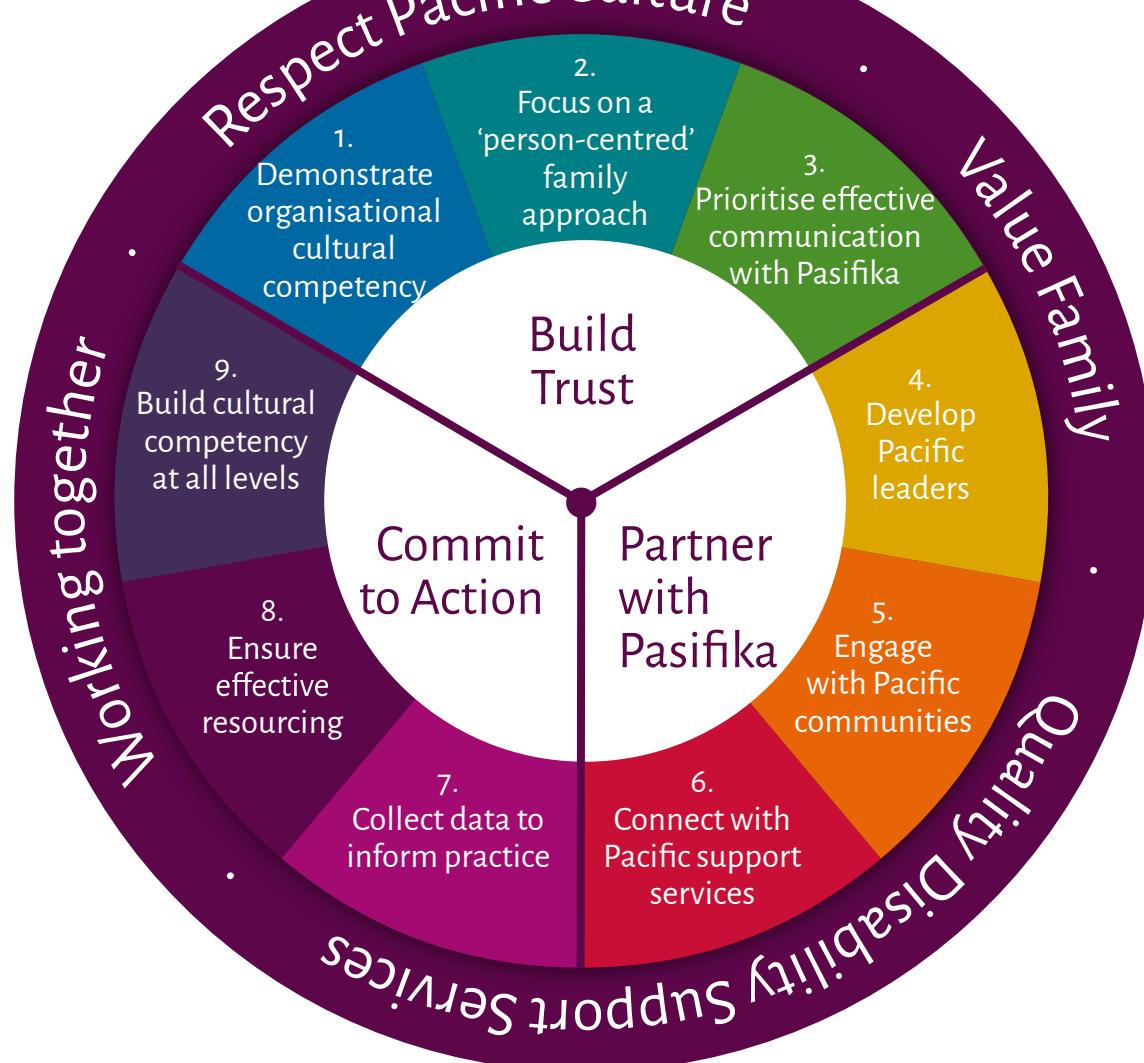 Respect Pacific Culture
Value Family
Quality Disability Support Services
Working together
1.
Demonstrate
organisational
cultural
competency
2.
Focus on a
‘person-centred’
family
approach
3.
Prioritise effective
communication
with Pasifika
4.
Develop
Pacific
leaders
5.
Engage
with Pacific
communities
6.
Connect with
Pacific support
services
7.
Collect data to
inform practice
8.
Ensure
effective
resourcing
9.
Build cultural
competency
at all levels
Build
Trust
Partner
with
Pasifika
Commit
to Action